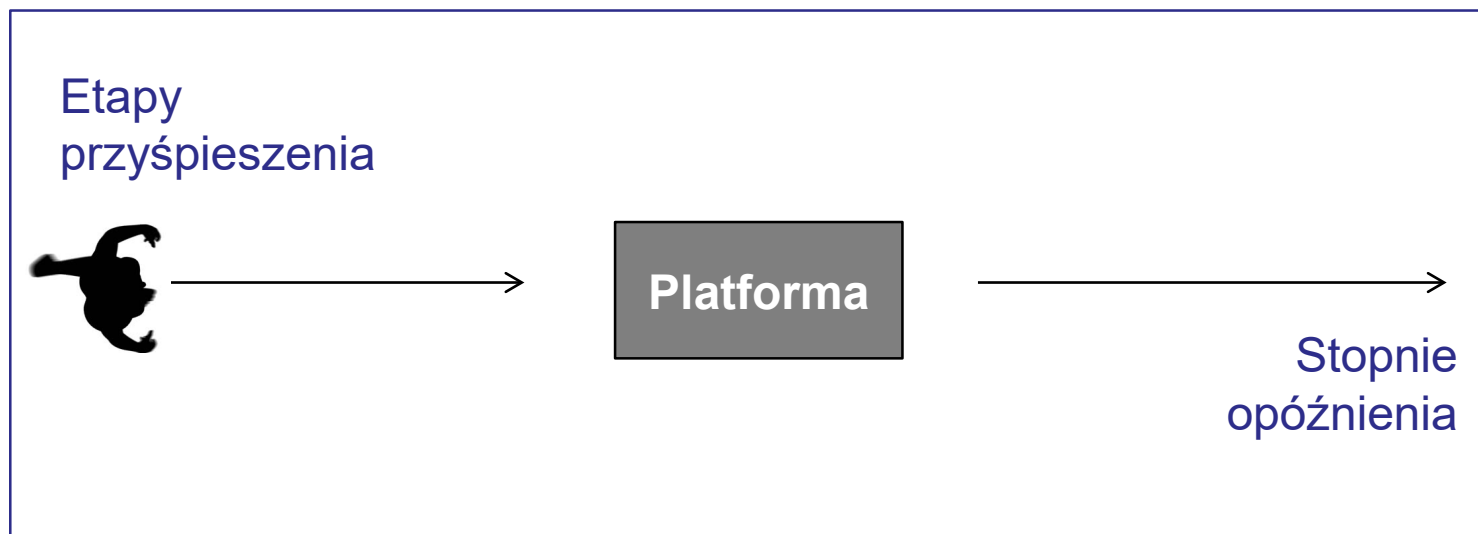 Etapy
przyśpieszenia
Platforma
Stopnie
opóźnienia